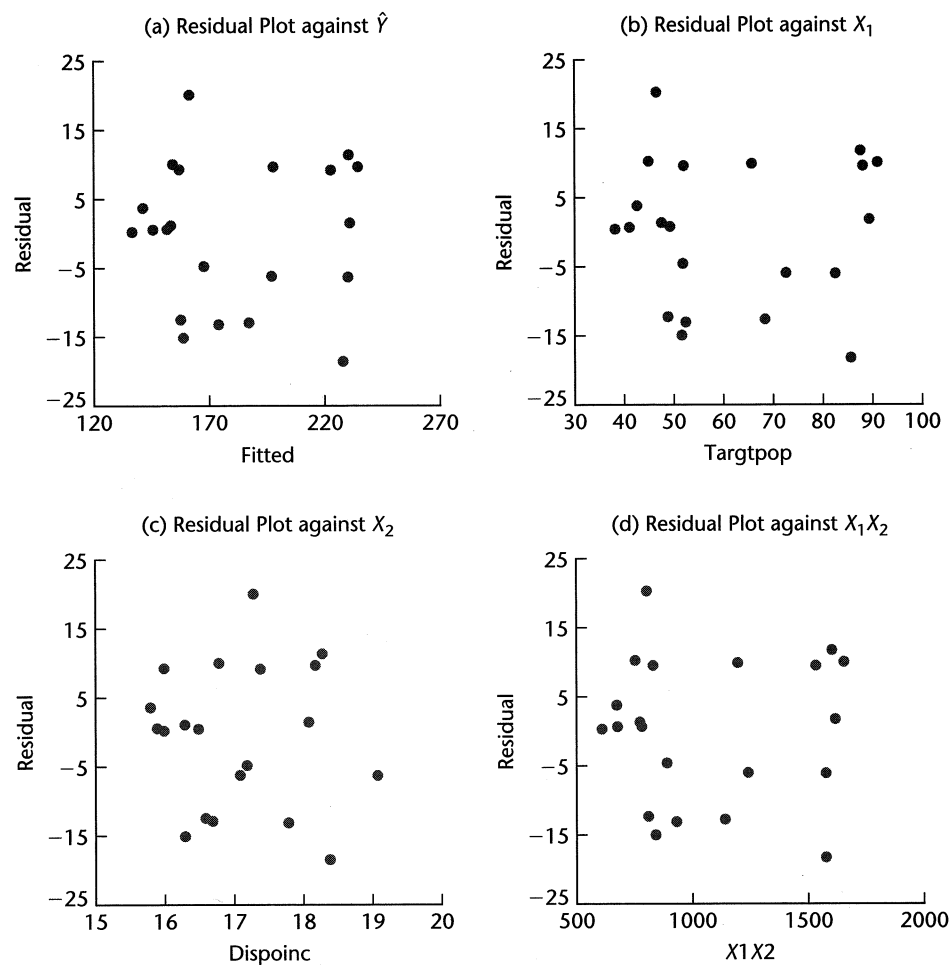 (a) Residual Plot against Ŷ
25
15
5
−5
−15
−25
Residual
120 170 220 270
Fitted
(b) Residual Plot against X₁
25
15
5
−5
−15
−25
Residual
30 40 50 60 70 80 90 100
Targtpop
(c) Residual Plot against X₂
25
15
5
−5
−15
−25
Residual
15 16 17 18 19 20
Dispoinc
(d) Residual Plot against X₁X₂
25
15
5
−5
−15
−25
Residual
500 1000 1500 2000
X1X2